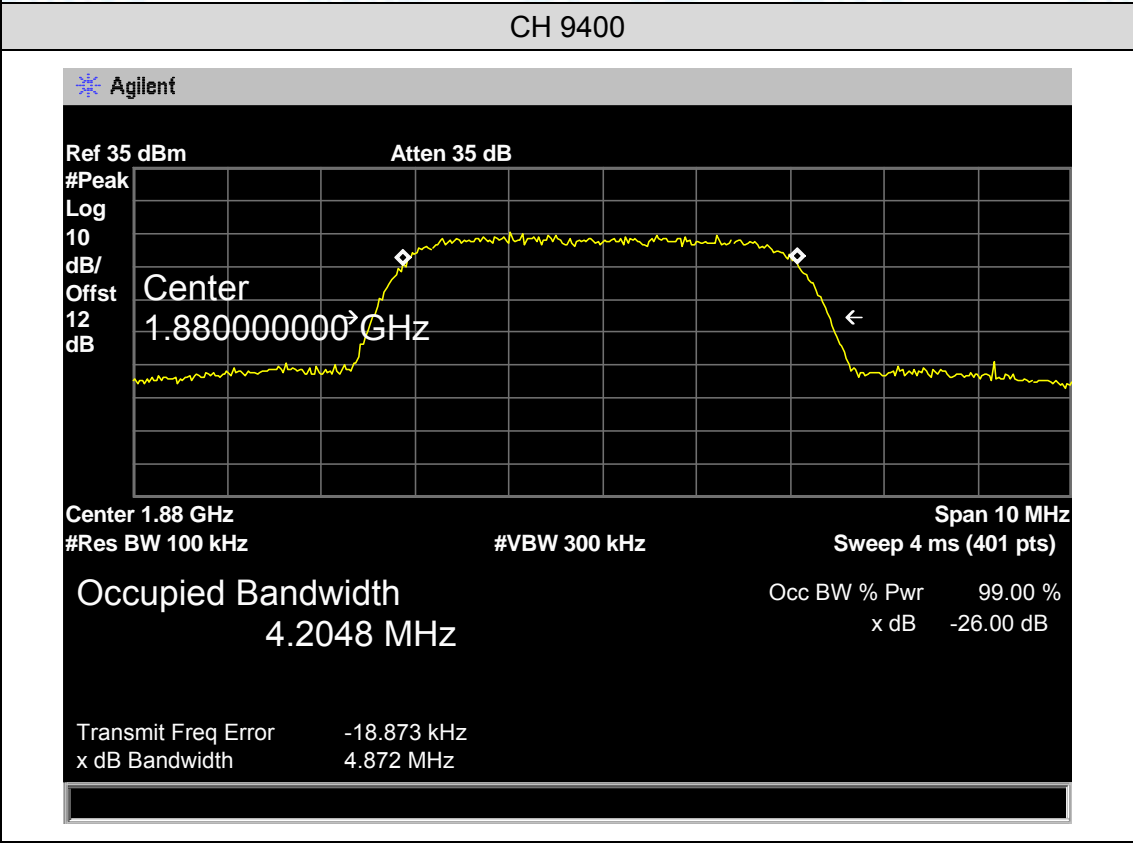 CH 9400
Agilent
Ref 35 dBm Atten 35 dB
#Peak
Log
10
dB/
Offst
12
dB
Center
1.880000000 GHz
Center 1.88 GHz Span 10 MHz
#Res BW 100 kHz #VBW 300 kHz Sweep 4 ms (401 pts)
Occupied Bandwidth
4.2048 MHz
Occ BW % Pwr 99.00 %
x dB -26.00 dB
Transmit Freq Error -18.873 kHz
x dB Bandwidth 4.872 MHz